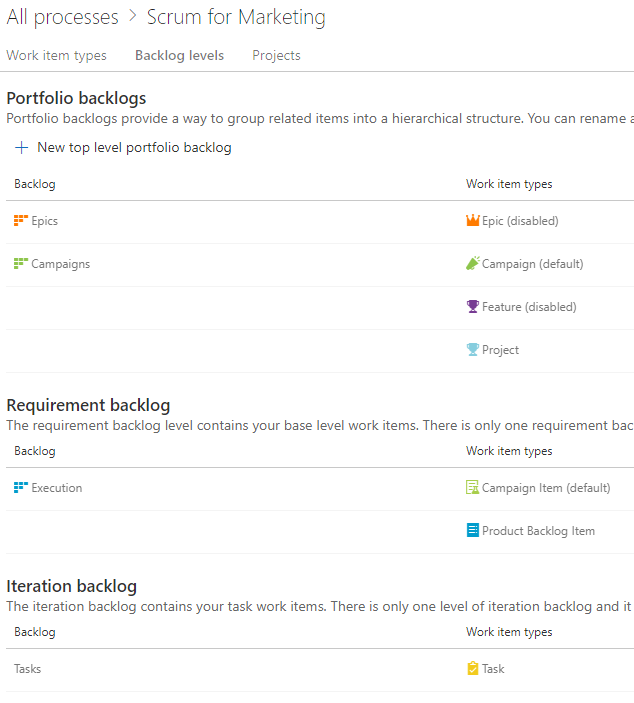 All processes > Scrum for Marketing
Work item types Backlog levels Projects
Portfolio backlogs
Portfolio backlogs provide a way to group related items into a hierarchical structure. You can rename a
+ New top level portfolio backlog
Backlog Work item types
Epics Epic (disabled)
Campaigns Campaign (default)
Feature (disabled)
Project
Requirement backlog
The requirement backlog level contains your base level work items. There is only one requirement bac
Backlog Work item types
Execution Campaign Item (default)
Product Backlog Item
Iteration backlog
The iteration backlog contains your task work items. There is only one level of iteration backlog and it
Backlog Work item types
Tasks Task